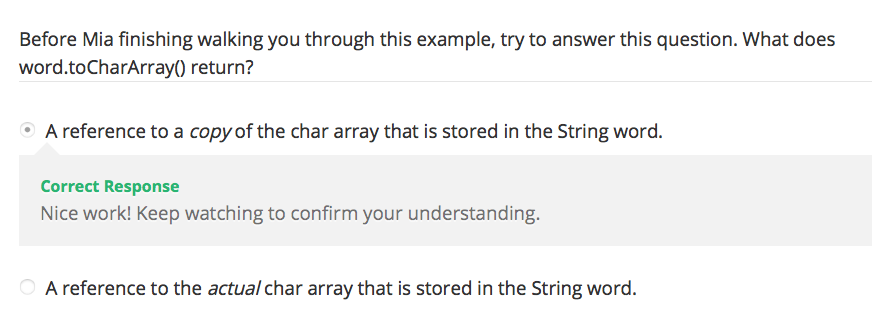 Before Mia finishing walking you through this example, try to answer this question. What does
word.toCharArray() return?
A reference to a copy of the char array that is stored in the String word.
Correct Response
Nice work! Keep watching to confirm your understanding.
A reference to the actual char array that is stored in the String word.